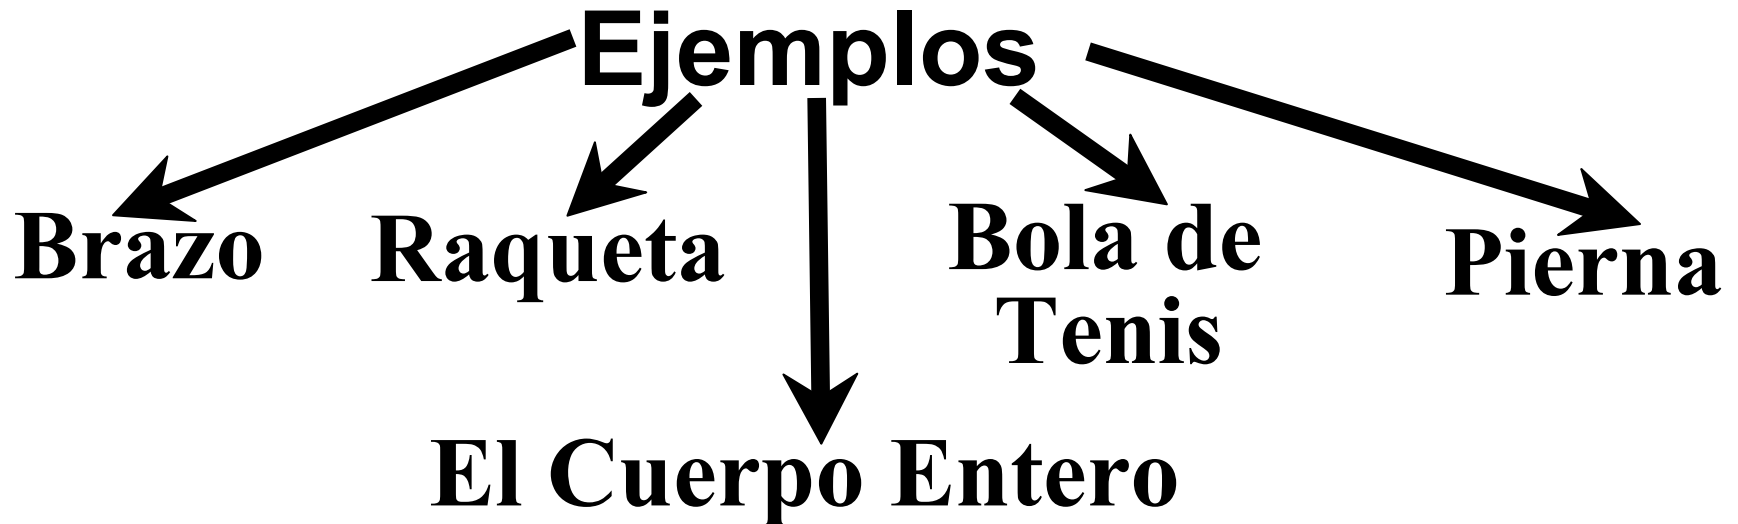 Ejemplos
Brazo
Raqueta
Bola de
Tenis
Pierna
El Cuerpo Entero